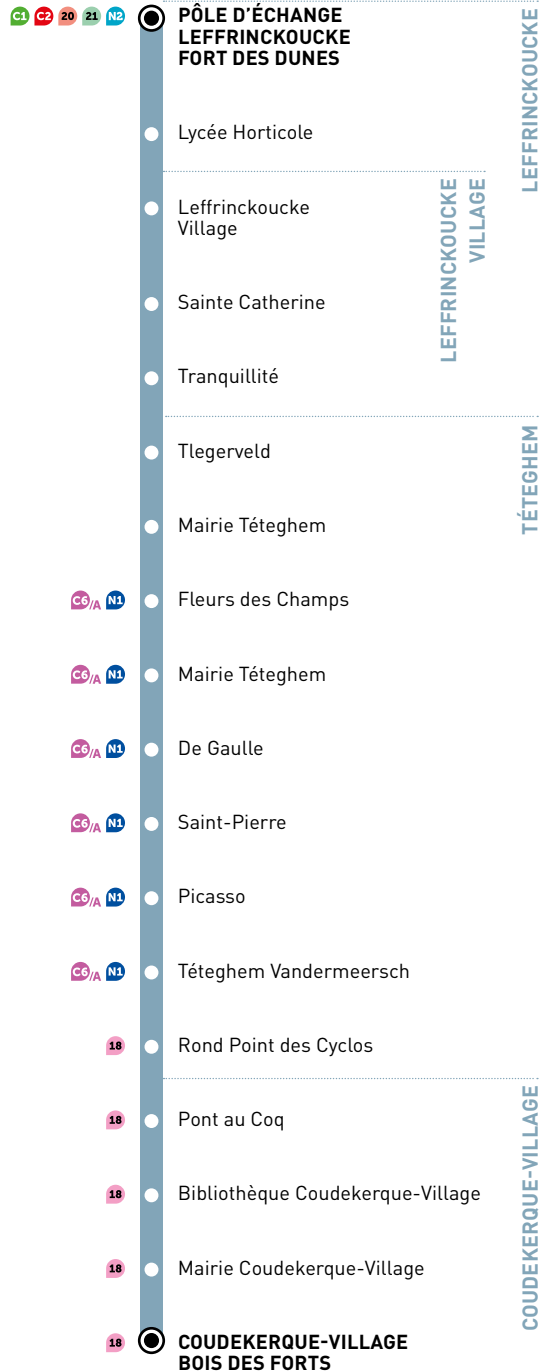 C1 C2 20 21 N2 PÔLE D'ÉCHANGE
LEFFRINCKOUCKE
FORT DES DUNES
LEFFRINCKOUCKE
Lycée Horticole
LEFFRINCKOUCKE
VILLAGE
Leffrinckoucke
Village
Sainte Catherine
Tranquillité
TÉTEGHEM
Tlegerveld
Mairie Téteghem
C6/A N1 Fleurs des Champs
C6/A N1 Mairie Téteghem
C6/A N1 De Gaulle
C6/A N1 Saint-Pierre
C6/A N1 Picasso
C6/A N1 Téteghem Vandermeersch
18 Rond Point des Cyclos
COUDEKERQUE-VILLAGE
18 Pont au Coq
18 Bibliothèque Coudekerque-Village
18 Mairie Coudekerque-Village
18 COUDEKERQUE-VILLAGE
BOIS DES FORTS